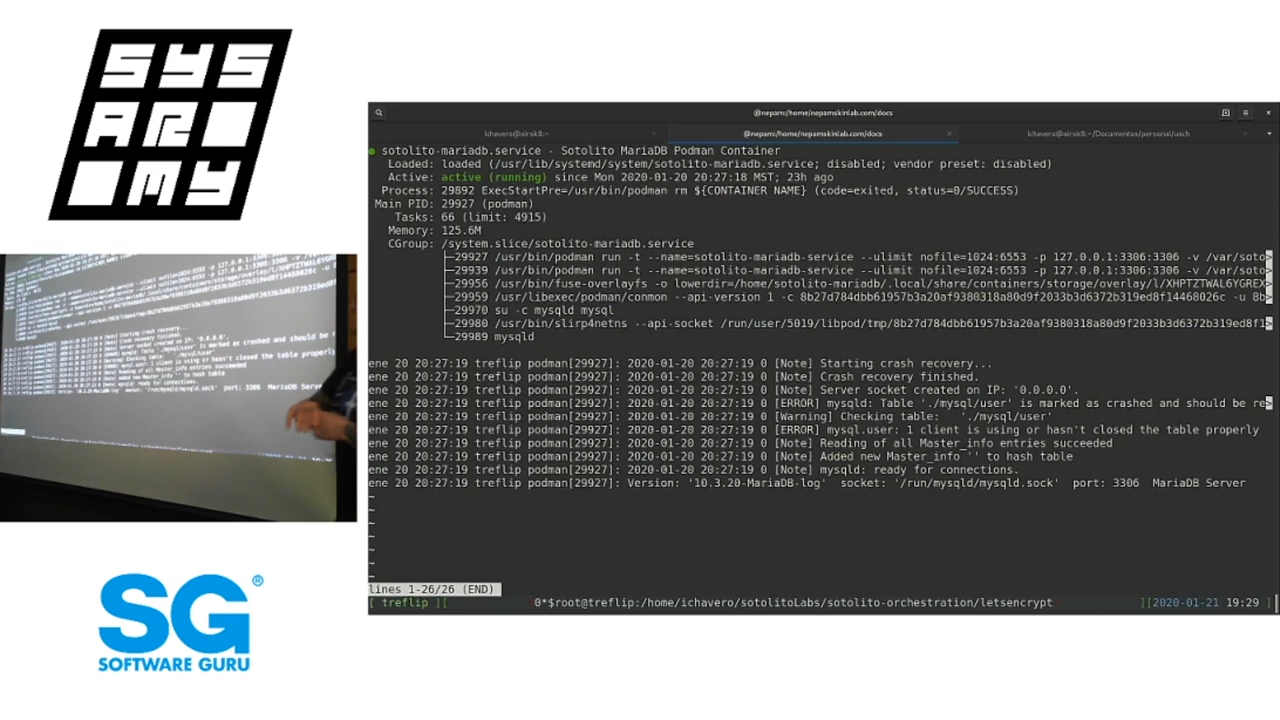 SYS
AR
MY
SG®
SOFTWARE GURU
@nepam:/home/nepamskinlab.com/docs
ichavero@airsk8:~
@nepam:/home/nepamskinlab.com/docs
ichavero@airsk8:~/Documentos/personal/uach
● sotolito-mariadb.service - Sotolito MariaDB Podman Container
Loaded: loaded (/usr/lib/systemd/system/sotolito-mariadb.service; disabled; vendor preset: disabled)
Active: active (running) since Mon 2020-01-20 20:27:18 MST; 23h ago
Process: 29892 ExecStartPre=/usr/bin/podman rm ${CONTAINER_NAME} (code=exited, status=0/SUCCESS)
Main PID: 29927 (podman)
Tasks: 66 (limit: 4915)
Memory: 125.6M
CGroup: /system.slice/sotolito-mariadb.service
├─29927 /usr/bin/podman run -t --name=sotolito-mariadb-service --ulimit nofile=1024:6553 -p 127.0.0.1:3306:3306 -v /var/soto>
├─29939 /usr/bin/podman run -t --name=sotolito-mariadb-service --ulimit nofile=1024:6553 -p 127.0.0.1:3306:3306 -v /var/soto>
├─29956 /usr/bin/fuse-overlayfs -o lowerdir=/home/sotolito/.local/share/containers/storage/overlay/l/XHPTZTWAL6YGREX>
├─29959 /usr/libexec/podman/conmon --api-version 1 -c 8b27d784dbb61957b3a20af9380318a80d9f2033b3d6372b319ed8f14468026c -u 8b>
├─29970 su -c mysqld mysql
├─29980 /usr/bin/slirp4netns --api-socket /run/user/5019/libpod/tmp/8b27d784dbb61957b3a20af9380318a80d9f2033b3d6372b319ed8f1>
└─29989 mysqld
ene 20 20:27:19 treflip podman[29927]: 2020-01-20 20:27:19 0 [Note] Starting crash recovery...
ene 20 20:27:19 treflip podman[29927]: 2020-01-20 20:27:19 0 [Note] Crash recovery finished.
ene 20 20:27:19 treflip podman[29927]: 2020-01-20 20:27:19 0 [Note] Server socket created on IP: '0.0.0.0'.
ene 20 20:27:19 treflip podman[29927]: 2020-01-20 20:27:19 0 [ERROR] mysqld: Table './mysql/user' is marked as crashed and should be re>
ene 20 20:27:19 treflip podman[29927]: 2020-01-20 20:27:19 0 [Warning] Checking table:   './mysql/user'
ene 20 20:27:19 treflip podman[29927]: 2020-01-20 20:27:19 0 [ERROR] mysql.user: 1 client is using or hasn't closed the table properly
ene 20 20:27:19 treflip podman[29927]: 2020-01-20 20:27:19 0 [Note] Reading of all Master_info entries succeeded
ene 20 20:27:19 treflip podman[29927]: 2020-01-20 20:27:19 0 [Note] Added new Master_info '' to hash table
ene 20 20:27:19 treflip podman[29927]: 2020-01-20 20:27:19 0 [Note] mysqld: ready for connections.
ene 20 20:27:19 treflip podman[29927]: Version: '10.3.20-MariaDB-log'  socket: '/run/mysqld/mysqld.sock'  port: 3306  MariaDB Server
~
~
~
~
~
~
~
lines 1-26/26 (END)
[ treflip ][ 0*$root@treflip:/home/ichavero/sotolitoLabs/sotolito-orchestration/letsencrypt ][2020-01-21 19:29 ]